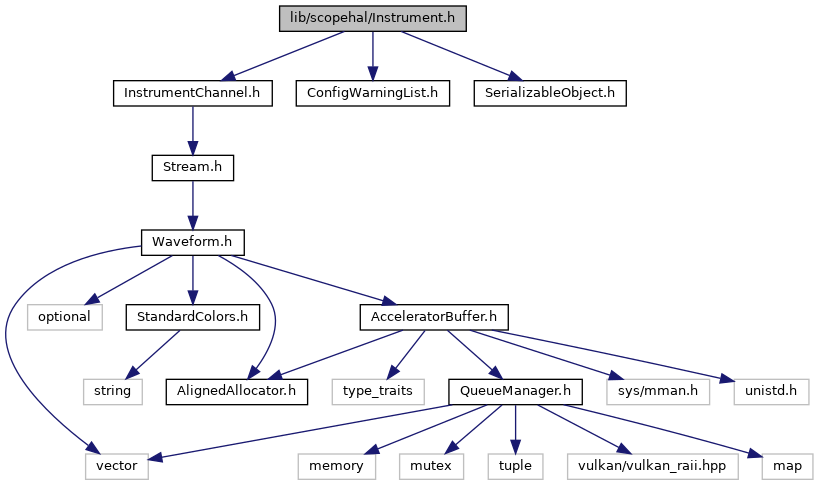 lib/scopehal/Instrument.h
InstrumentChannel.h
ConfigWarningList.h
SerializableObject.h
Stream.h
Waveform.h
optional
StandardColors.h
AcceleratorBuffer.h
string
AlignedAllocator.h
type_traits
QueueManager.h
sys/mman.h
unistd.h
vector
memory
mutex
tuple
vulkan/vulkan_raii.hpp
map